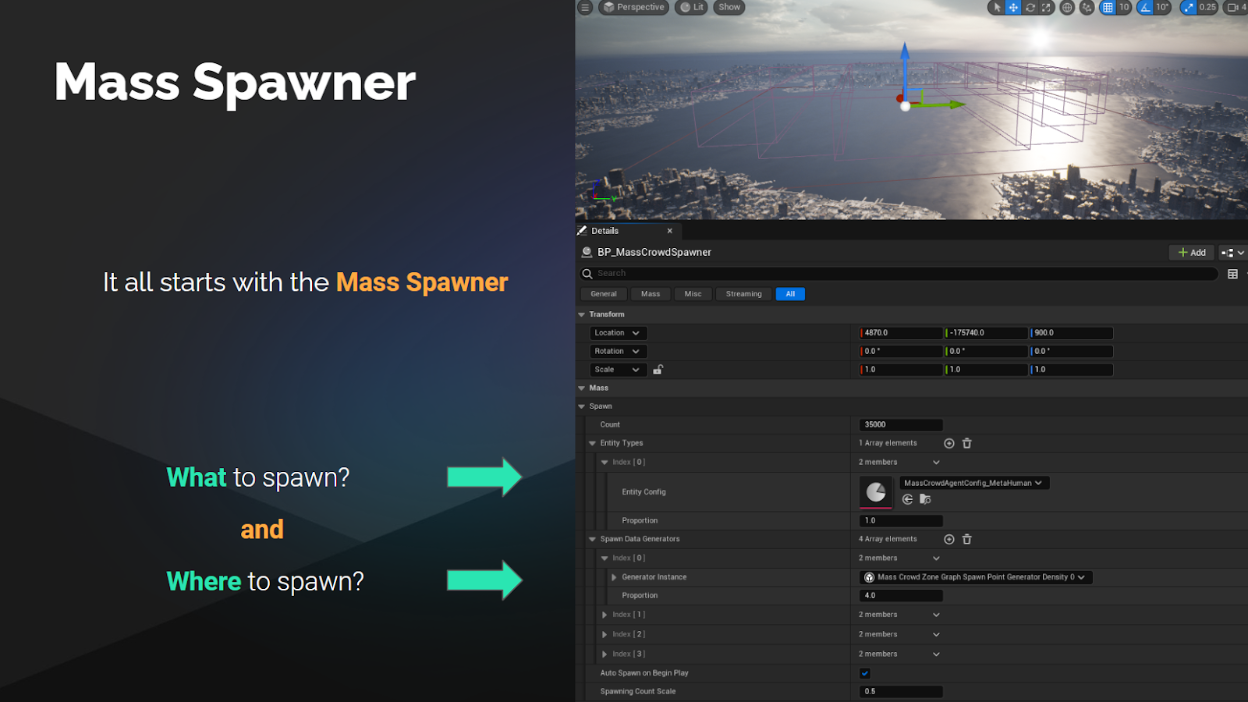 Mass Spawner
It all starts with the Mass Spawner
What to spawn?
and
Where to spawn?
Perspective Lit Show 10 10° 0.25 4
Details
BP_MassCrowdSpawner Add
Search
General Mass Misc Streaming All
Transform
Location 4870.0 -175740.0 900.0
Rotation 0.0 ° 0.0 ° 0.0 °
Scale 1.0 1.0 1.0
Mass
Spawn
Count 35000
Entity Types 1 Array elements
Index [ 0 ] 2 members
Entity Config MassCrowdAgentConfig_MetaHuman
Proportion 1.0
Spawn Data Generators 4 Array elements
Index [ 0 ] 2 members
Generator Instance Mass Crowd Zone Graph Spawn Point Generator Density 0
Proportion 4.0
Index [ 1 ] 2 members
Index [ 2 ] 2 members
Index [ 3 ] 2 members
Auto Spawn on Begin Play
Spawning Count Scale 0.5